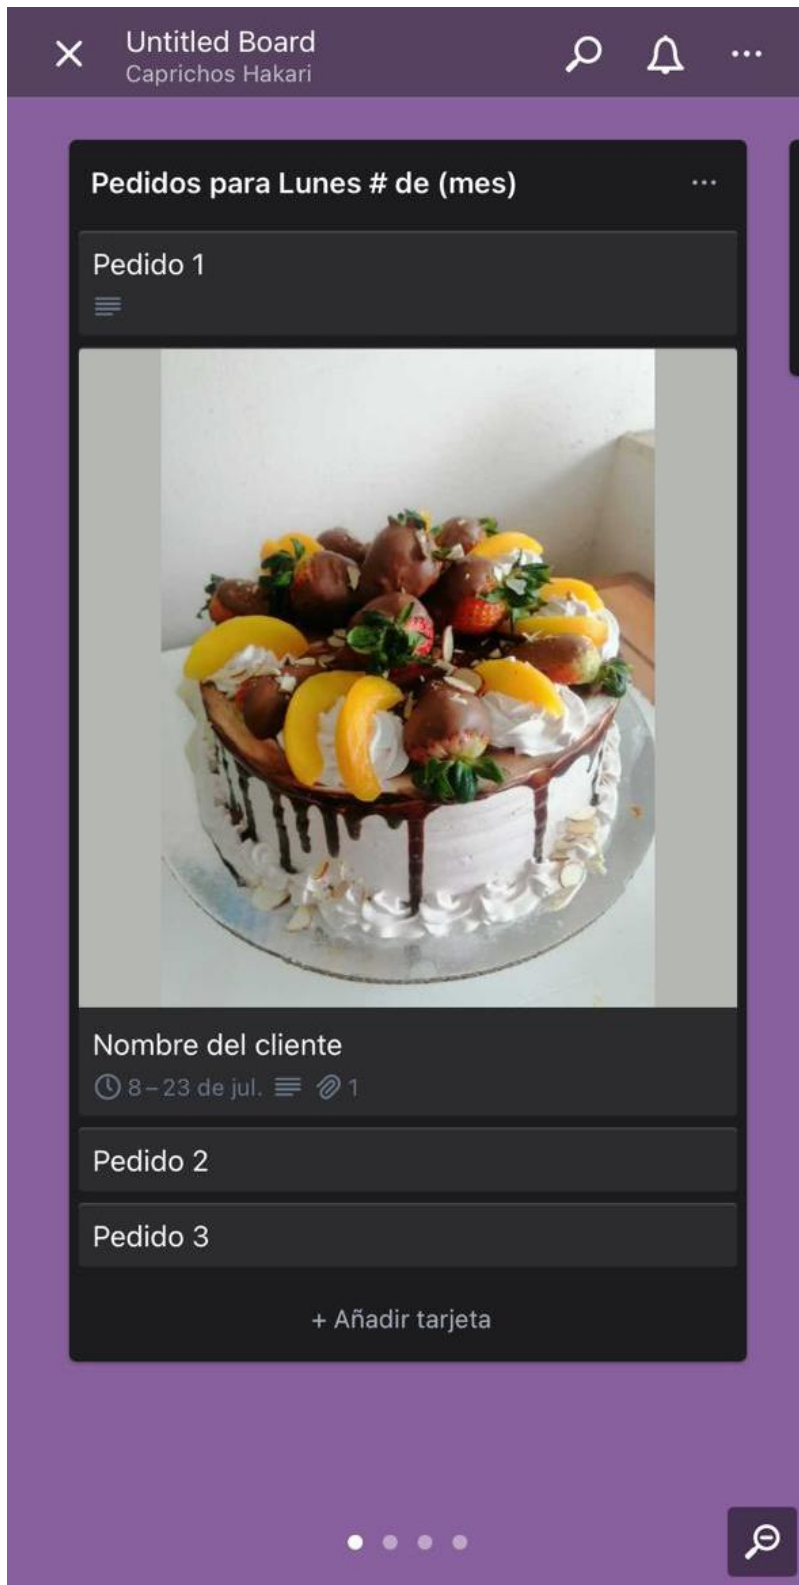 Untitled Board
Caprichos Hakari
Pedidos para Lunes # de (mes)
Pedido 1
Nombre del cliente
8–23 de jul. 1
Pedido 2
Pedido 3
+ Añadir tarjeta